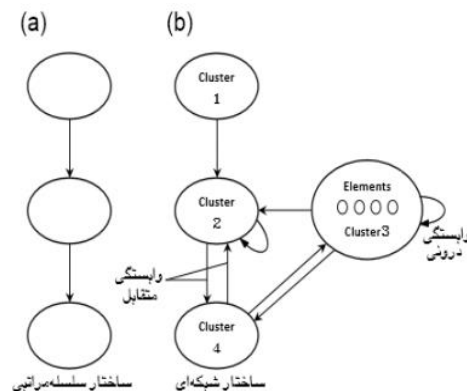 (a)
(b)
Cluster
1
Cluster
2
Elements
Cluster3
وابستگی
درونی
وابستگی
متقابل
Cluster
4
ساختار سلسله‌مراتبی
ساختار شبکه‌ای